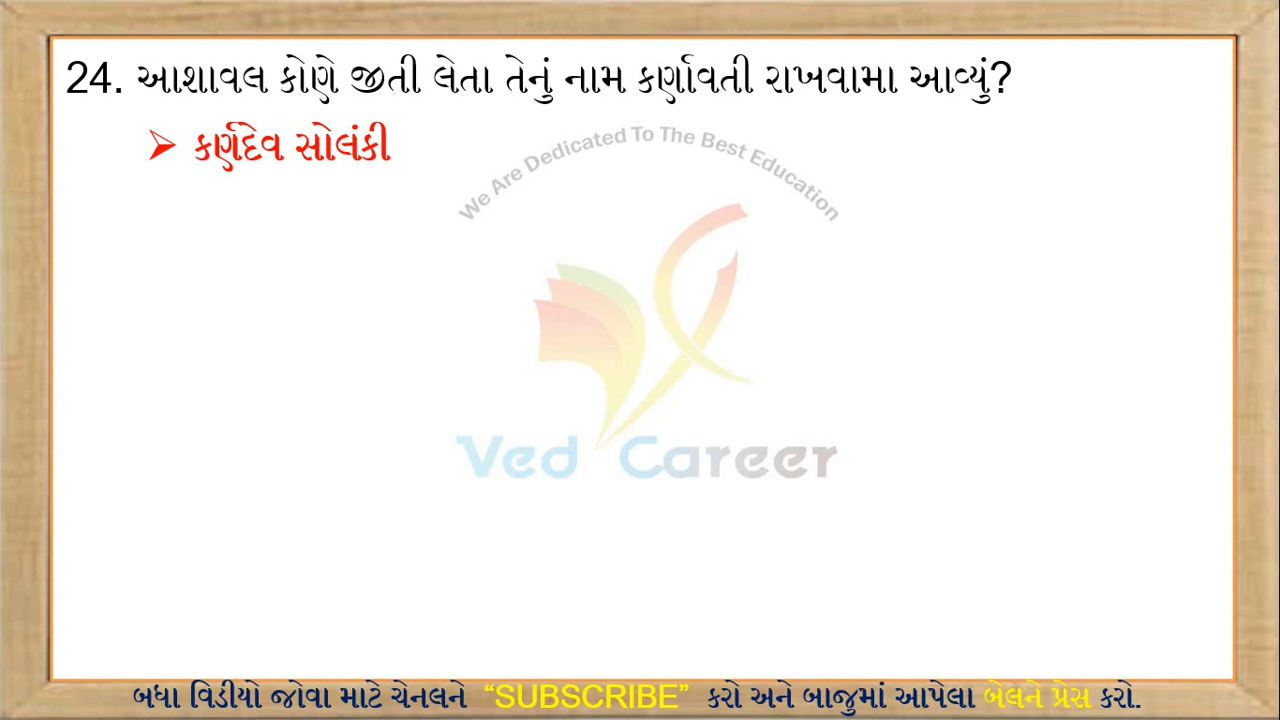 24. આશાવલ કોણે જીતી લેતા તેનું નામ કર્ણાવતી રાખવામા આવ્યું?
➢ કર્ણદેવ સોલંકી
We Are Dedicated To The Best Education
Ved Career
બધા વિડીયો જોવા માટે ચેનલને “SUBSCRIBE” કરો અને બાજુમાં આપેલા બેલને પ્રેસ કરો.